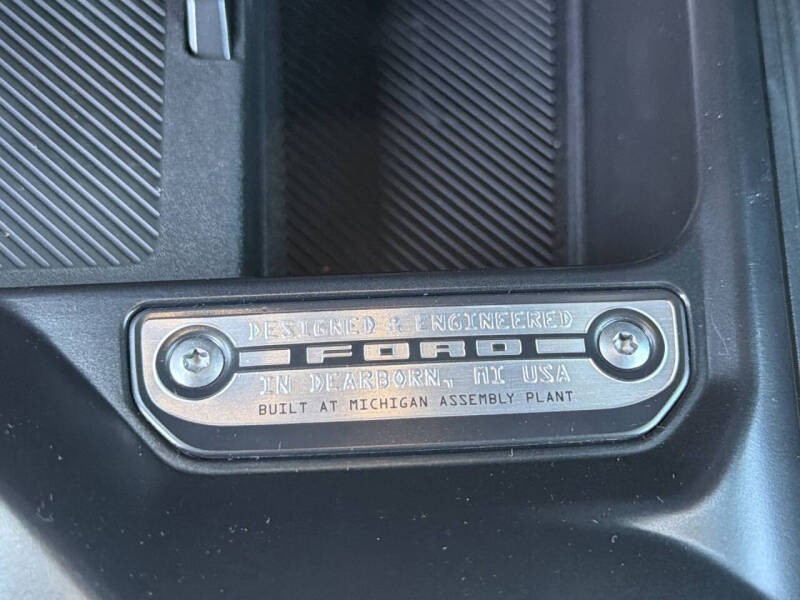 DESIGNED & ENGINEERED
FORD
IN DEARBORN, MI USA
BUILT AT MICHIGAN ASSEMBLY PLANT